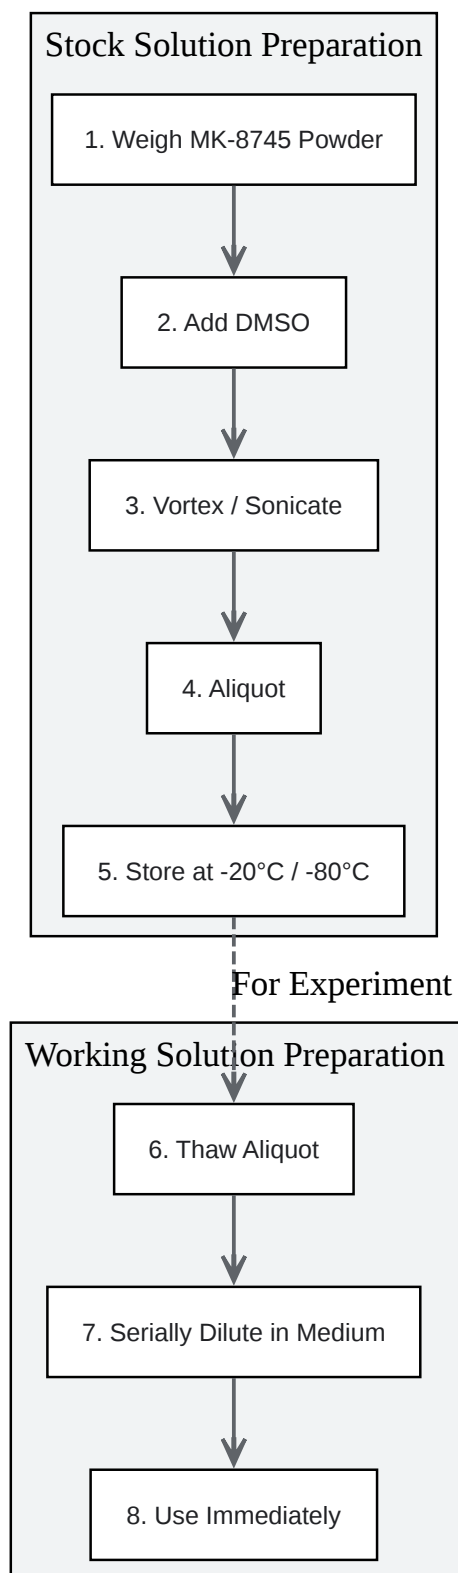 Stock Solution Preparation
1. Weigh MK-8745 Powder
2. Add DMSO
3. Vortex / Sonicate
4. Aliquot
5. Store at -20°C / -80°C
For Experiment
Working Solution Preparation
6. Thaw Aliquot
7. Serially Dilute in Medium
8. Use Immediately